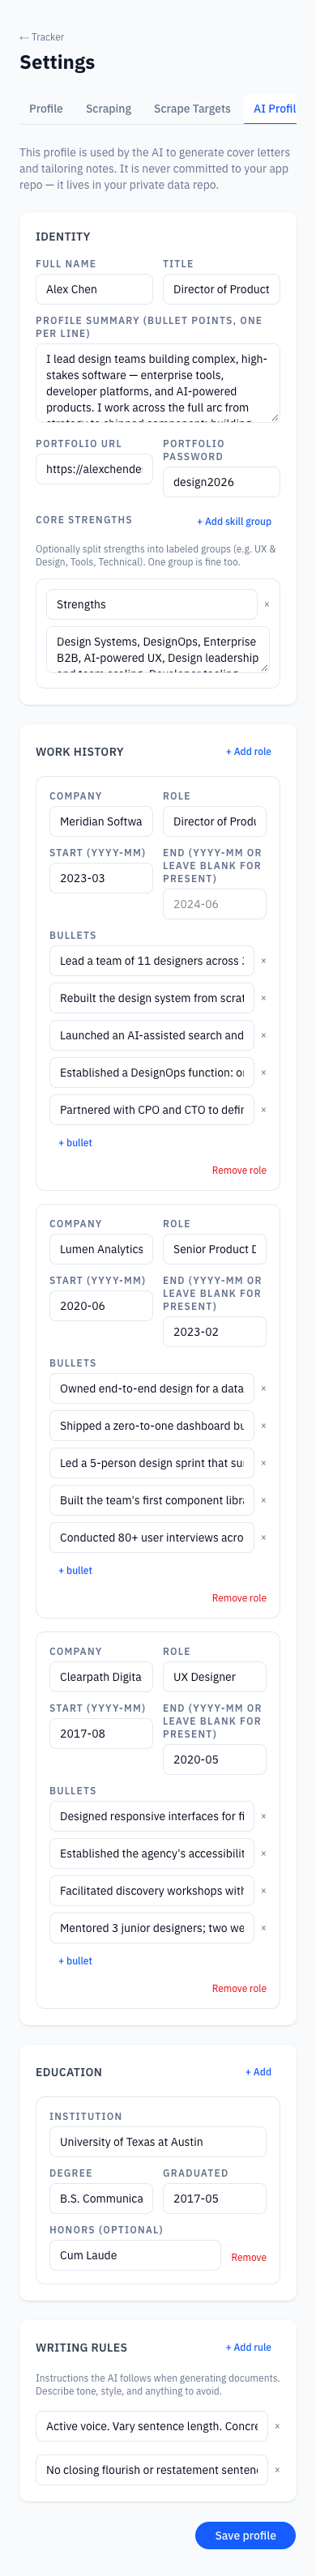 ← Tracker
Settings
Profile Scraping Scrape Targets AI Profil
This profile is used by the AI to generate cover letters
and tailoring notes. It is never committed to your app
repo — it lives in your private data repo.
IDENTITY
FULL NAME TITLE
Alex Chen Director of Product
PROFILE SUMMARY (BULLET POINTS, ONE
PER LINE)
I lead design teams building complex, high-
stakes software — enterprise tools,
developer platforms, and AI-powered
products. I work across the full arc from
PORTFOLIO URL PORTFOLIO
PASSWORD
https://alexchende
design2026
CORE STRENGTHS + Add skill group
Optionally split strengths into labeled groups (e.g. UX &
Design, Tools, Technical). One group is fine too.
Strengths ×
Design Systems, DesignOps, Enterprise
B2B, AI-powered UX, Design leadership
WORK HISTORY + Add role
COMPANY ROLE
Meridian Softwa Director of Produ
START (YYYY-MM) END (YYYY-MM OR
LEAVE BLANK FOR
PRESENT)
2023-03
2024-06
BULLETS
Lead a team of 11 designers across ×
Rebuilt the design system from scrat ×
Launched an AI-assisted search and ×
Established a DesignOps function: ×
Partnered with CPO and CTO to defin ×
+ bullet
Remove role
COMPANY ROLE
Lumen Analytics Senior Product D
START (YYYY-MM) END (YYYY-MM OR
LEAVE BLANK FOR
PRESENT)
2020-06
2023-02
BULLETS
Owned end-to-end design for a data ×
Shipped a zero-to-one dashboard bu ×
Led a 5-person design sprint that su ×
Built the team's first component libra ×
Conducted 80+ user interviews acro ×
+ bullet
Remove role
COMPANY ROLE
Clearpath Digita UX Designer
START (YYYY-MM) END (YYYY-MM OR
LEAVE BLANK FOR
PRESENT)
2017-08
2020-05
BULLETS
Designed responsive interfaces for fi ×
Established the agency's accessibilit ×
Facilitated discovery workshops with ×
Mentored 3 junior designers; two we ×
+ bullet
Remove role
EDUCATION + Add
INSTITUTION
University of Texas at Austin
DEGREE GRADUATED
B.S. Communica 2017-05
HONORS (OPTIONAL)
Cum Laude Remove
WRITING RULES + Add rule
Instructions the AI follows when generating documents.
Describe tone, style, and anything to avoid.
Active voice. Vary sentence length. Concre ×
No closing flourish or restatement senten ×
Save profile